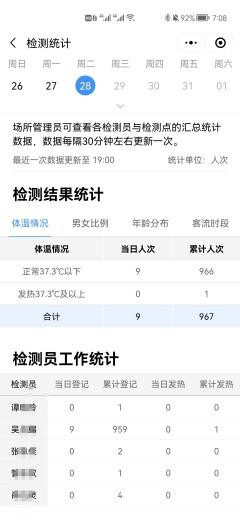 92% 7:08
检测统计
周日 周一 周二 周三 周四 周五 周六
26 27 28 29 30 31 01
场所管理员可查看各检测员与检测点的汇总统计
数据，数据每隔30分钟左右更新一次。
最近一次数据更新至 19:00 统计单位：人次
检测结果统计
体温情况 男女比例 年龄分布 客流时段
体温情况 当日人次 累计人次
正常37.3℃以下 9 966
发热37.3℃及以上 0 1
合计 9 967
检测员工作统计
检测员 当日登记 累计登记 当日发热 累计发热
谭 0 1 0 0
吴 9 959 0 1
张 0 2 0 0
0 1 0 0
0 4 0 0